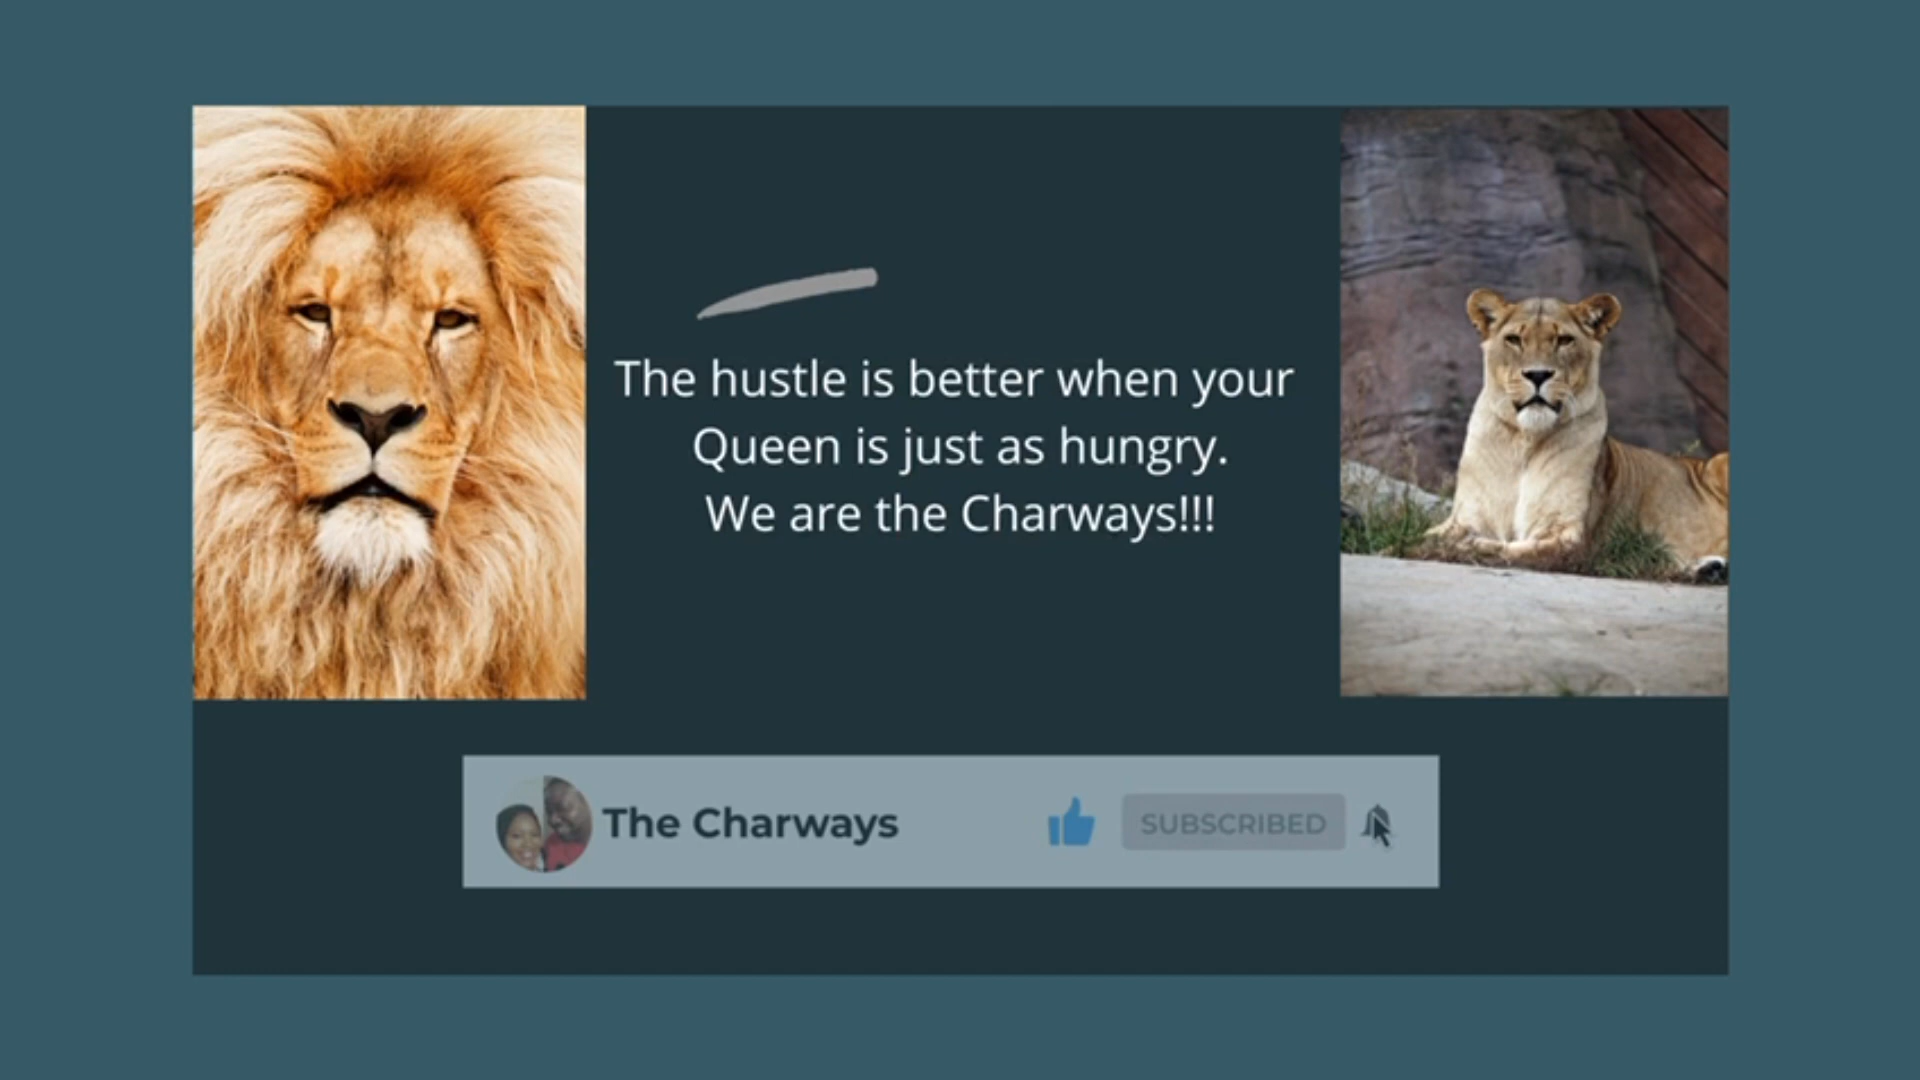 The hustle is better when your
Queen is just as hungry.
We are the Charways!!!
The Charways
SUBSCRIBED